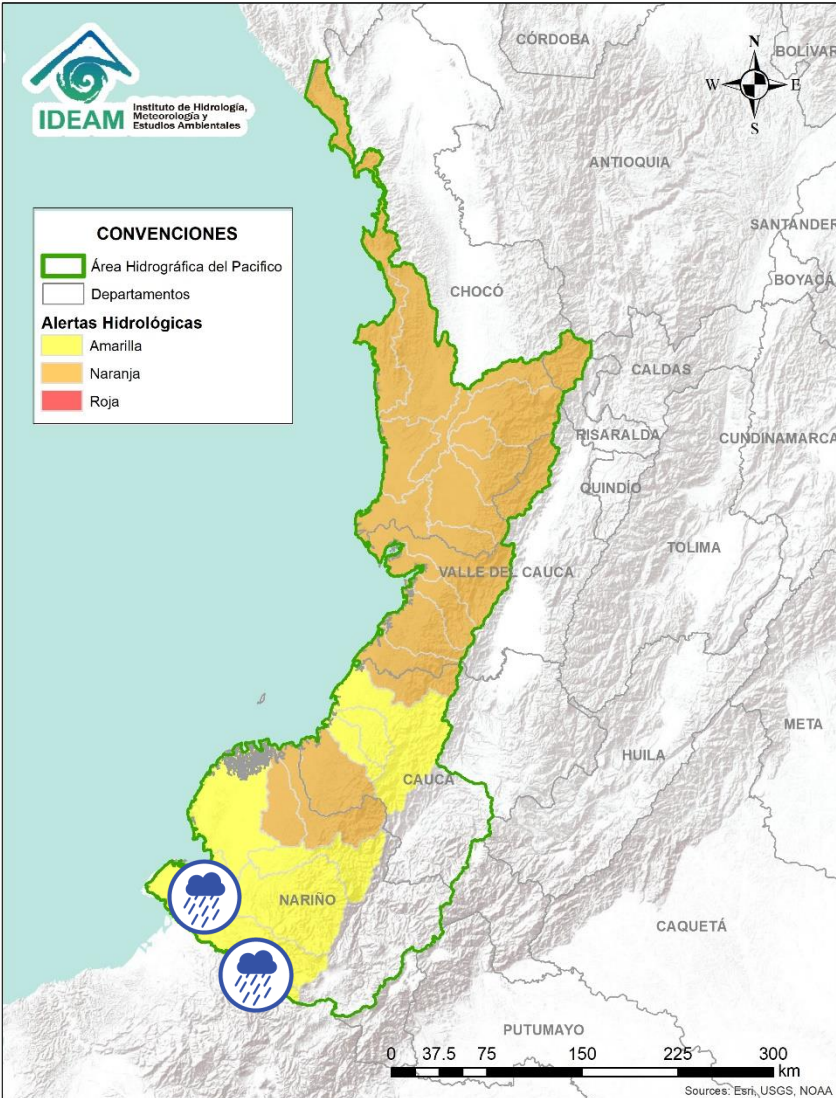 IDEAM
Instituto de Hidrología,
Meteorología y
Estudios Ambientales
N
W
E
S
CÓRDOBA
BOLÍVAR
ANTIOQUIA
SANTANDER
BOYACÁ
CONVENCIONES
Área Hidrográfica del Pacifico
Departamentos
Alertas Hidrológicas
Amarilla
Naranja
Roja
CHOCÓ
CALDAS
RISARALDA
CUNDINAMARCA
QUINDÍO
TOLIMA
VALLE DEL CAUCA
META
HUILA
CAUCA
NARIÑO
CAQUETÁ
PUTUMAYO
0 37.5 75 150 225 300
km
Sources: Esri, USGS, NOAA